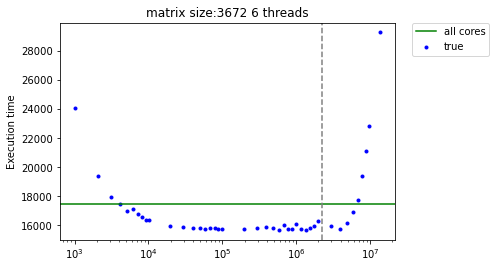 matrix size:3672 6 threads
all cores
true
Execution time
28000
26000
24000
22000
20000
18000
16000
10³ 10⁴ 10⁵ 10⁶ 10⁷